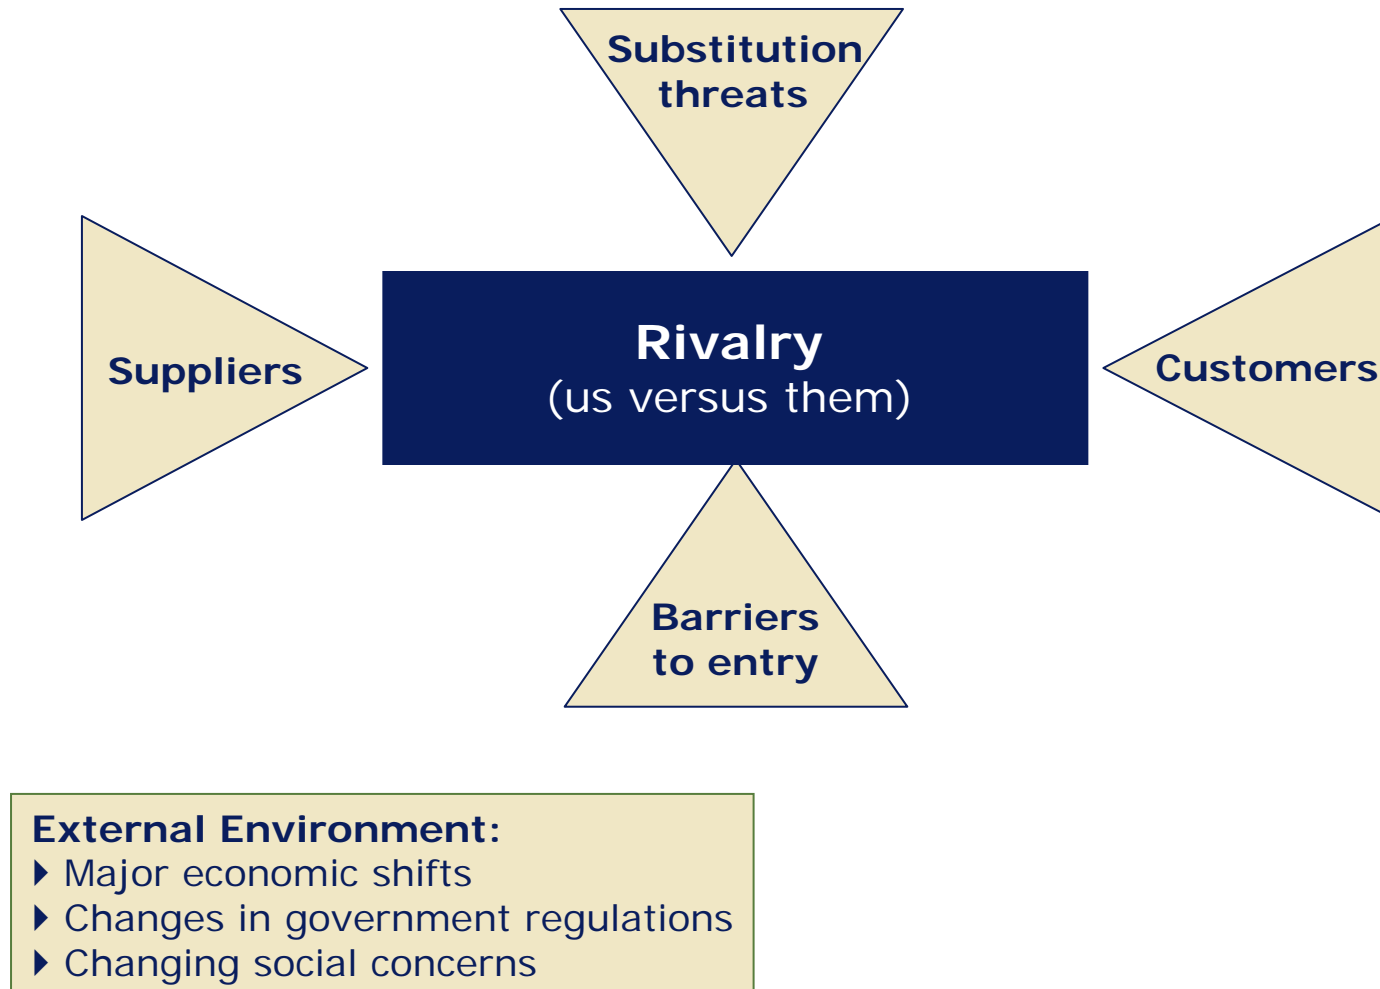 Substitution
threats
Suppliers
Rivalry
(us versus them)
Customers
Barriers
to entry
External Environment:
Major economic shifts
Changes in government regulations
Changing social concerns